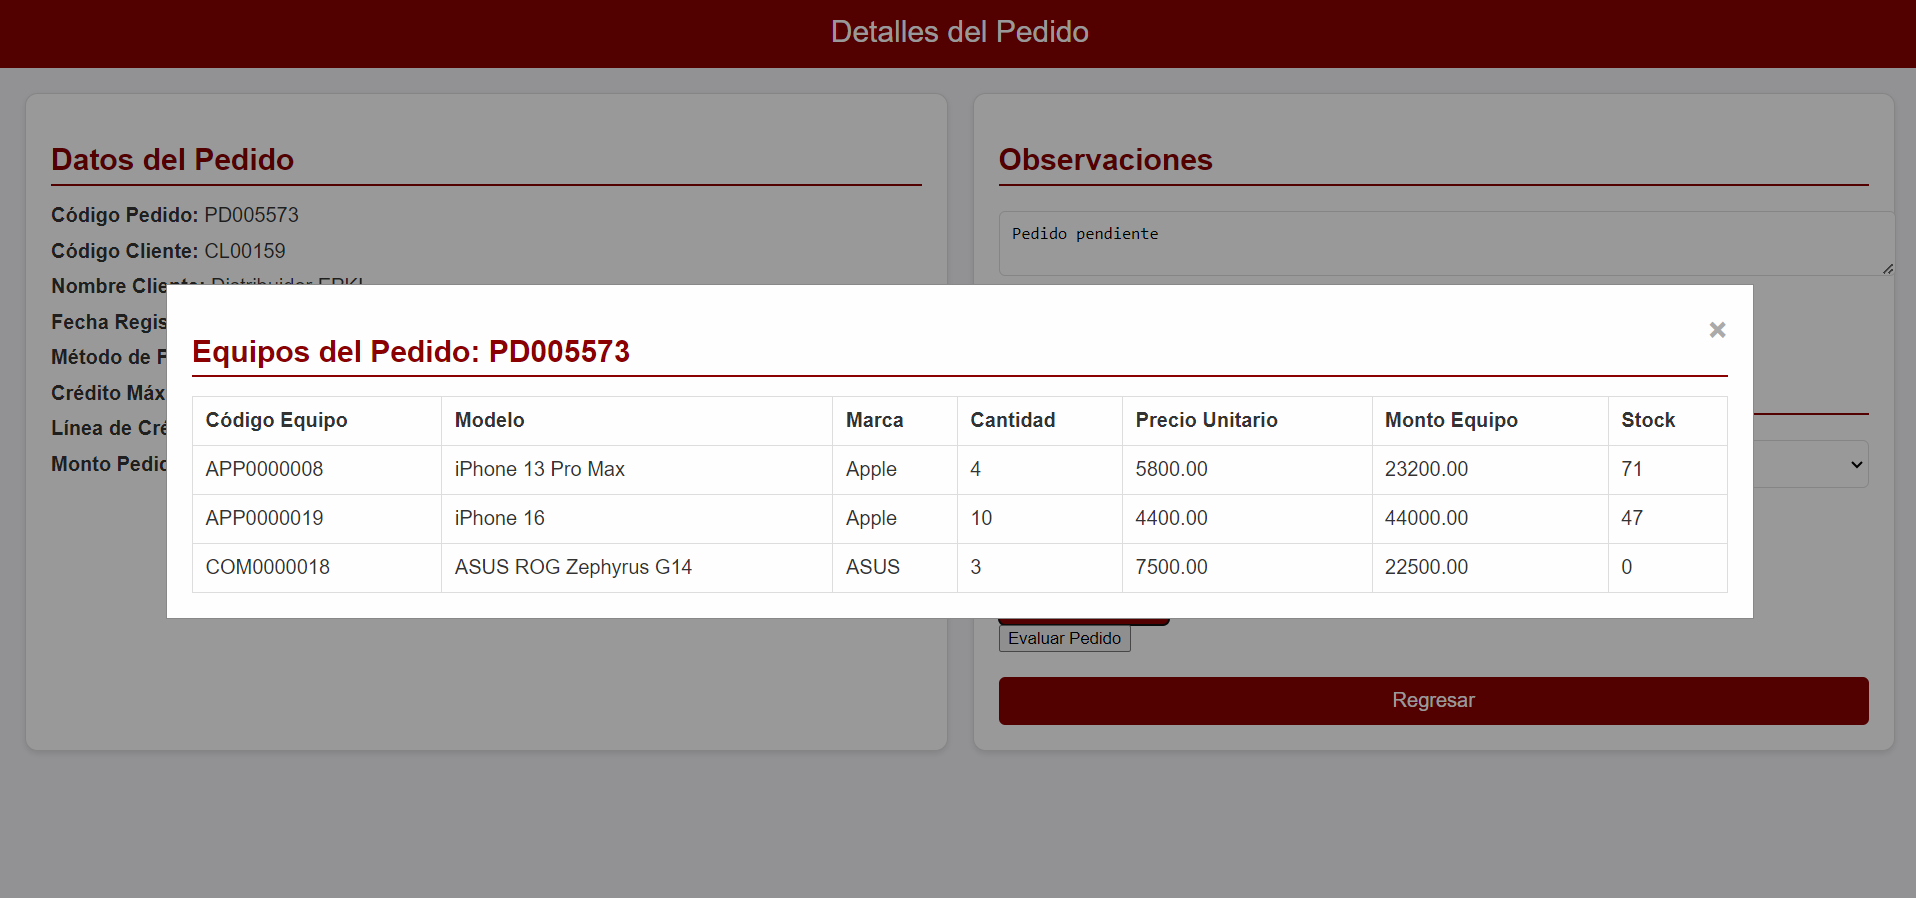 Detalles del Pedido
Datos del Pedido
Código Pedido: PD005573
Código Cliente: CL00159
Nombre Cliente: Distribuidor
Fecha Regis
Método de
Crédito Máx
Línea de Cré
Monto Pedid
Observaciones
Pedido pendiente
Equipos del Pedido: PD005573
×
Código Equipo Modelo Marca Cantidad Precio Unitario Monto Equipo Stock
APP0000008 iPhone 13 Pro Max Apple 4 5800.00 23200.00 71
APP0000019 iPhone 16 Apple 10 4400.00 44000.00 47
COM0000018 ASUS ROG Zephyrus G14 ASUS 3 7500.00 22500.00 0
Evaluar Pedido
Regresar